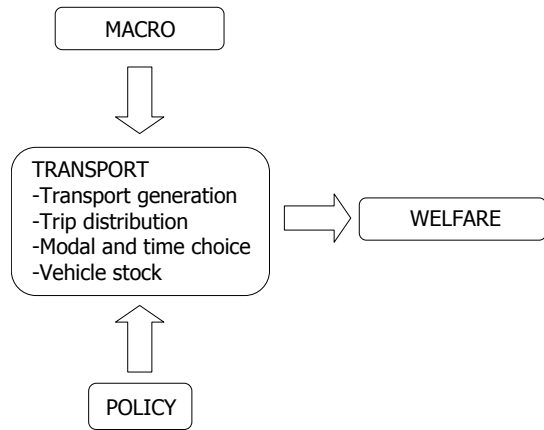 MACRO
TRANSPORT
-Transport generation
-Trip distribution
-Modal and time choice
-Vehicle stock
WELFARE
POLICY